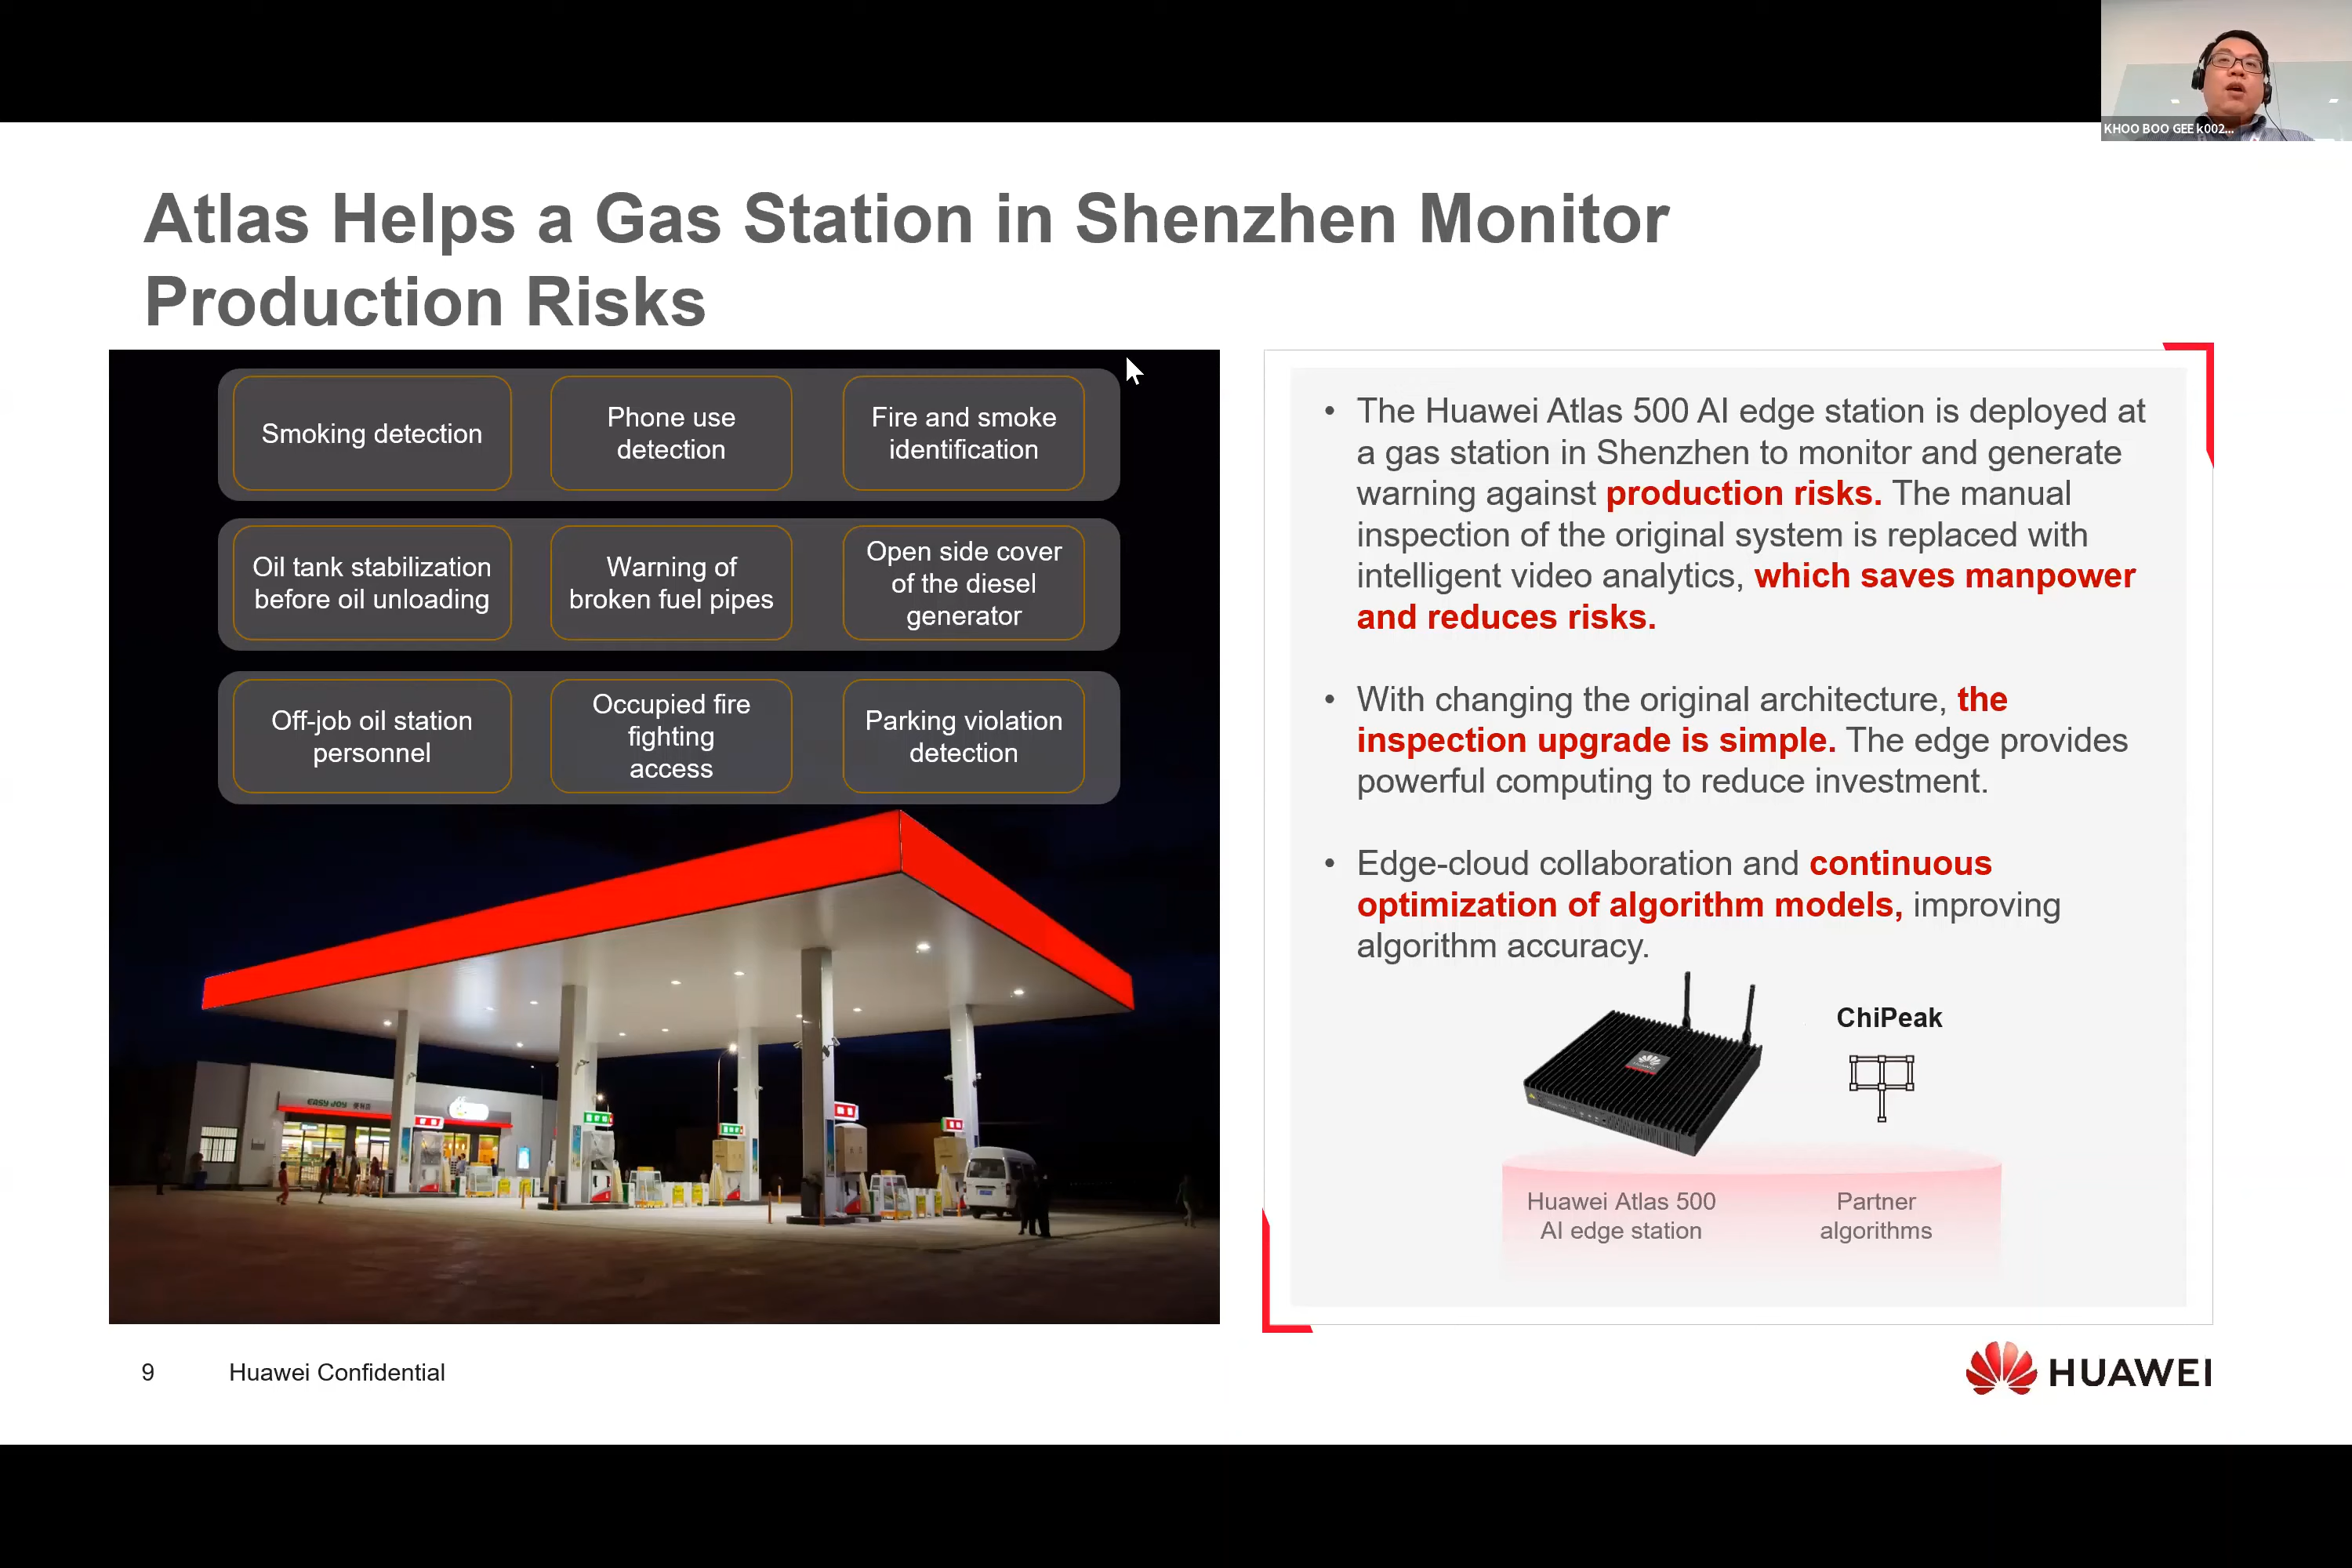 KHOO BOO GEE k002...
Atlas Helps a Gas Station in Shenzhen Monitor
Production Risks
Smoking detection
Phone use
detection
Fire and smoke
identification
Oil tank stabilization
before oil unloading
Warning of
broken fuel pipes
Open side cover
of the diesel
generator
Off-job oil station
personnel
Occupied fire
fighting
access
Parking violation
detection
EASY JOY
• The Huawei Atlas 500 AI edge station is deployed at
a gas station in Shenzhen to monitor and generate
warning against production risks. The manual
inspection of the original system is replaced with
intelligent video analytics, which saves manpower
and reduces risks.
• With changing the original architecture, the
inspection upgrade is simple. The edge provides
powerful computing to reduce investment.
• Edge-cloud collaboration and continuous
optimization of algorithm models, improving
algorithm accuracy.
ChiPeak
Huawei Atlas 500
AI edge station
Partner
algorithms
9
Huawei Confidential
HUAWEI